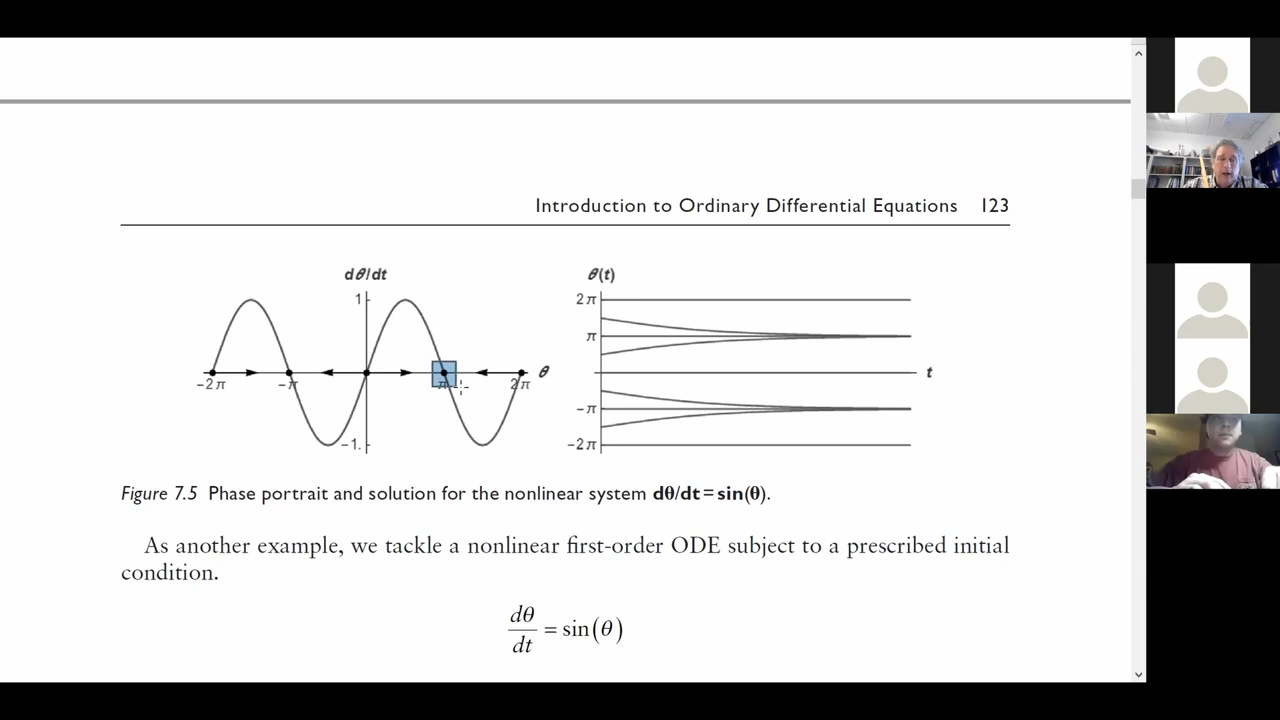 Introduction to Ordinary Differential Equations 123
dθ/dt
θ(t)
1
2π
π
-2π
-π
π
2π
θ
t
-1.
-π
-2π
Figure 7.5 Phase portrait and solution for the nonlinear system dθ/dt = sin(θ).
As another example, we tackle a nonlinear first-order ODE subject to a prescribed initial
condition.
dθ
dt
= sin(θ)